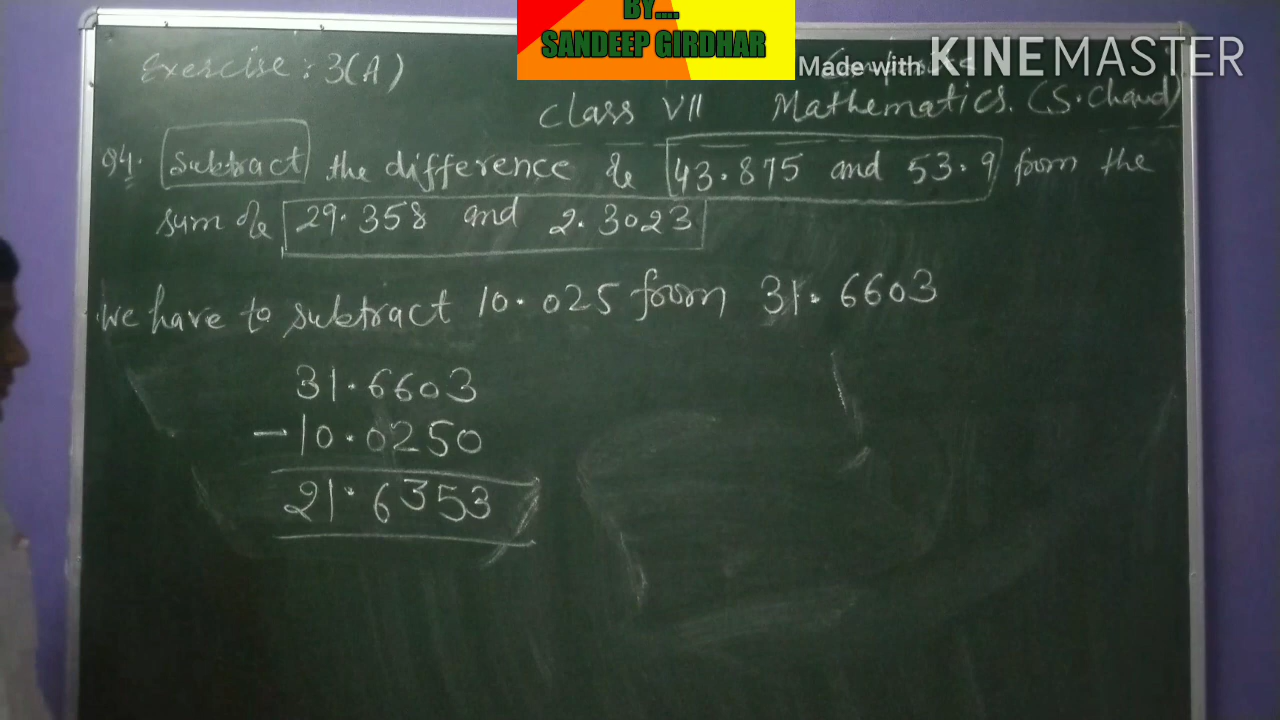 BY....
SANDEEP GIRDHAR
Made with KINEMASTER
Exercise: 3(A)
Class VII Mathematics. (S. Chand)
Q4. Subtract the difference of 43.875 and 53.9 from the
sum of 29.358 and 2.3023
We have to subtract 10.025 from 31.6603
31.6603
-10.0250
21.6353